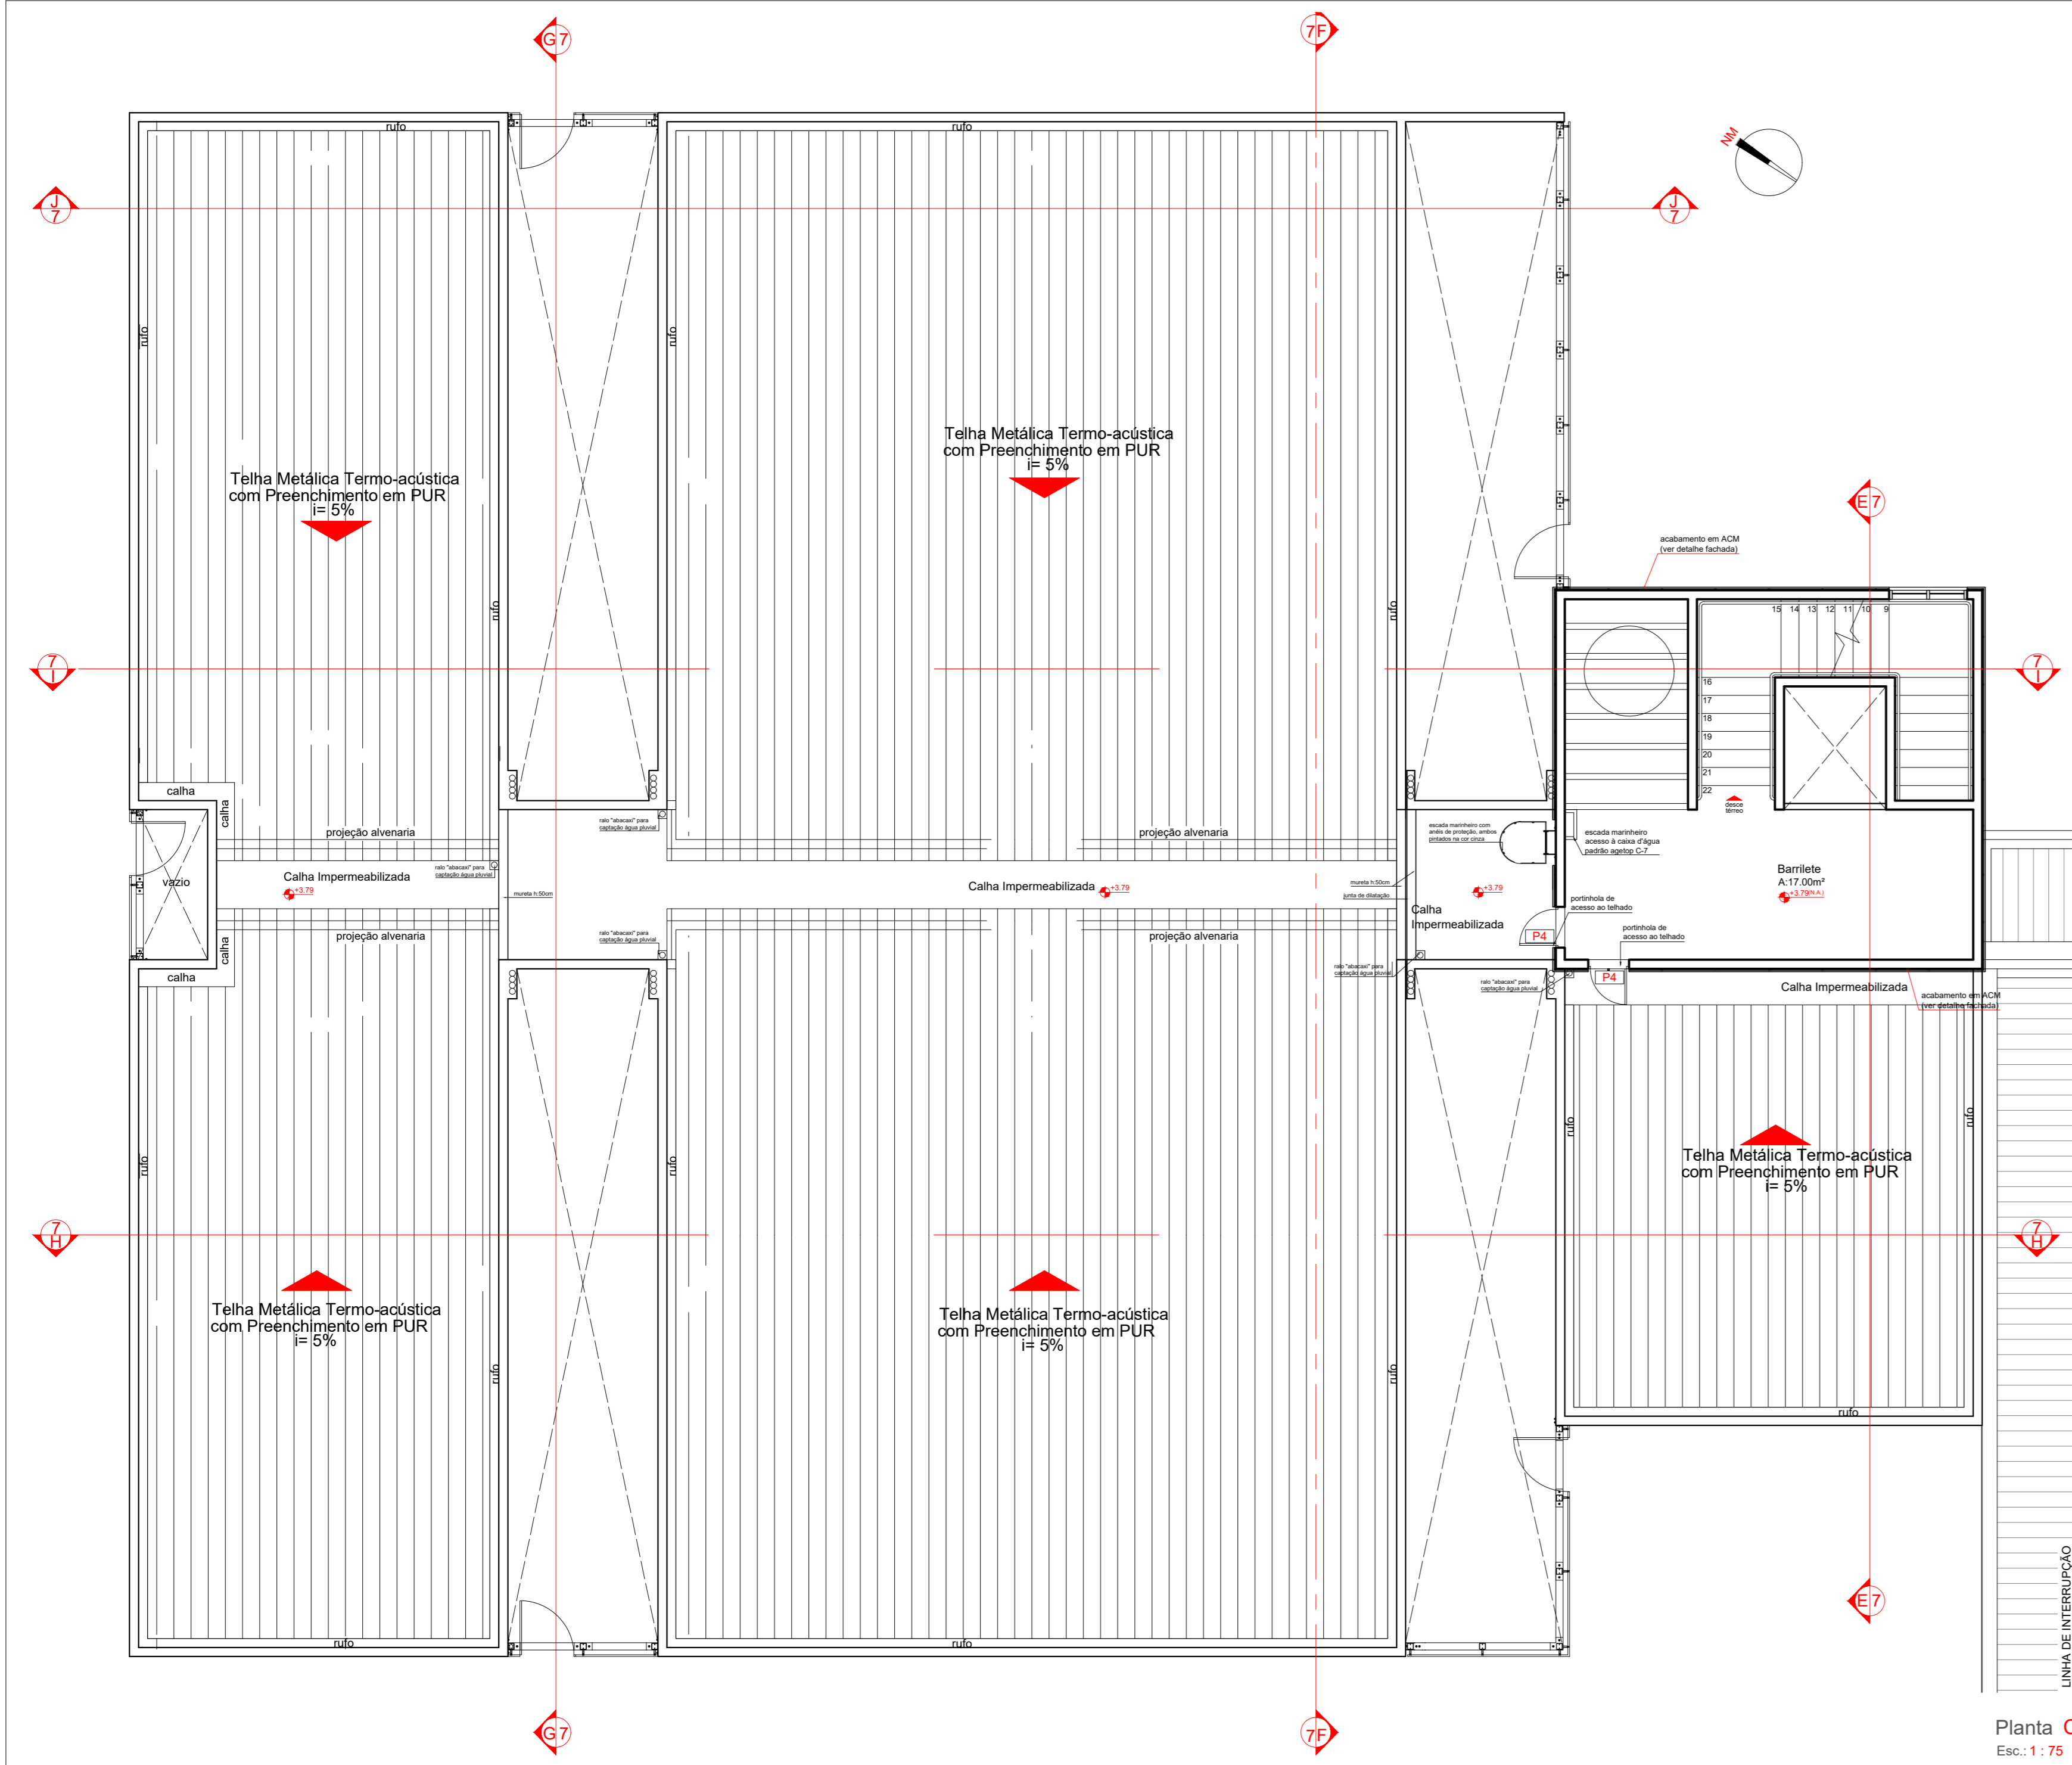 G 7
7 F
rufo
rufo
NM
J
7
J
7
rufo
rufo
Telha Metálica Termo-acústica
com Preenchimento em PUR
i= 5%
Telha Metálica Termo-acústica
com Preenchimento em PUR
i= 5%
E 7
acabamento em ACM
(ver detalhe fachada)
rufo
rufo
15 14 13 12 11 10 9
7
I
7
I
16
17
18
19
20
21
22
desce
térreo
calha
calha
projeção alvenaria
ralo "abacaxi" para
captação água pluvial
projeção alvenaria
escada marinheiro com
anéis de proteção, ambos
pintados na cor cinza
escada marinheiro
acesso à caixa d'água
padrão agetop C-7
vazio
Calha Impermeabilizada
+3.79
ralo "abacaxi" para
captação água pluvial
mureta h:50cm
Calha Impermeabilizada
+3.79
mureta h:50cm
junta de dilatação
+3.79
Calha
Impermeabilizada
Barrilete
A:17.00m²
+3.79(N.A.)
portinhola de
acesso ao telhado
P4
portinhola de
acesso ao telhado
calha
calha
projeção alvenaria
ralo "abacaxi" para
captação água pluvial
projeção alvenaria
ralo "abacaxi" para
captação água pluvial
ralo "abacaxi" para
captação água pluvial
P4
Calha Impermeabilizada
acabamento em ACM
(ver detalhe fachada)
rufo
rufo
rufo
rufo
Telha Metálica Termo-acústica
com Preenchimento em PUR
i= 5%
7
H
7
H
Telha Metálica Termo-acústica
com Preenchimento em PUR
i= 5%
Telha Metálica Termo-acústica
com Preenchimento em PUR
i= 5%
rufo
rufo
rufo
E 7
LINHA DE INTERRUPÇÃO
rufo
rufo
G 7
7 F
Planta
Esc.: 1 : 75